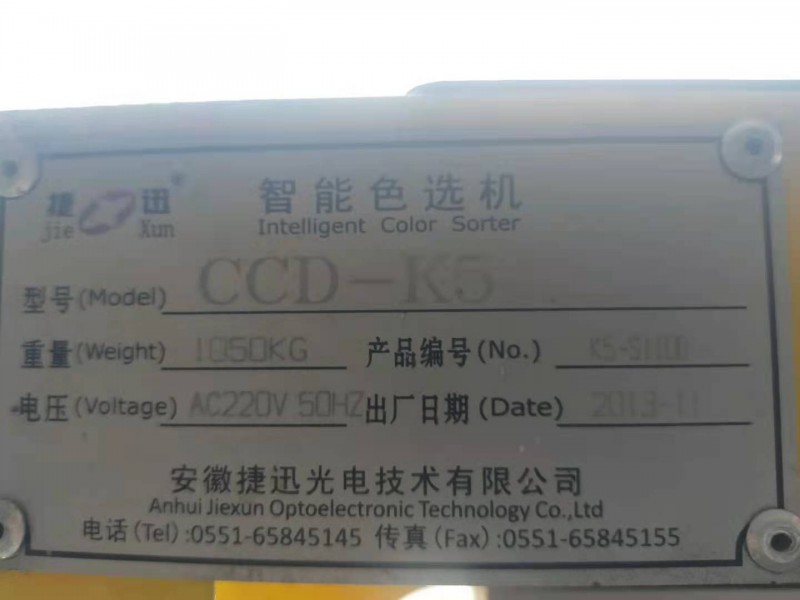 捷迅® 智能色选机
jie Xun Intelligent Color Sorter
型号(Model) CCD-K5
重量(Weight) 1050KG 产品编号(No.)
电压(Voltage) AC220V 50HZ 出厂日期(Date) 2013-11
安徽捷迅光电技术有限公司
Anhui Jiexun Optoelectronic Technology Co.,Ltd
电话(Tel):0551-65845145 传真(Fax):0551-65845155